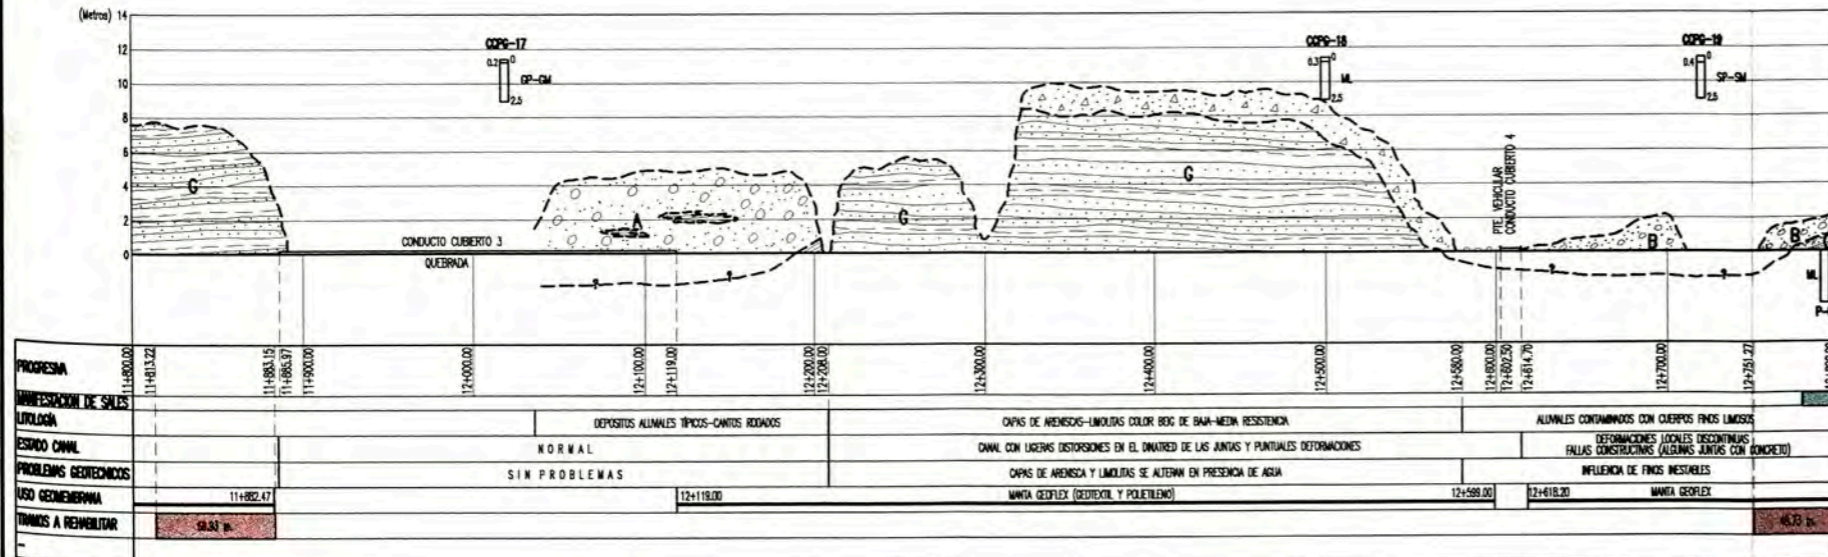 (Metros) 14
12
10
8
6
4
2
0
CCPG-17
0.2
0
GP-GM
2.5
CCPG-18
0.3
0
ML
2.5
CCPG-19
0.4
0
SP-SM
2.5
G
A
G
G
B
B
CONDUCTO CUBIERTO 3
QUEBRADA
PTE. VEHICULAR
CONDUCTO CUBIERTO 4
?
?
?
?
ML
PROGRESIVA
11+800.00
11+813.22
11+883.15
11+885.97
11+900.00
12+000.00
12+100.00
12+119.00
12+200.00
12+208.00
12+300.00
12+400.00
12+500.00
12+580.00
12+600.00
12+602.50
12+614.70
12+700.00
12+751.27
MANIFESTACION DE SALES
LITOLOGÍA
DEPOSITOS ALUVIALES TÍPICOS-CANTOS RODADOS
CAPAS DE ARENISCAS-LIMOLITAS COLOR BEIG DE BAJA-MEDIA RESISTENCIA
ALUVIALES CONTAMINADOS CON CUERPOS FINOS LIMOSOS
ESTADO CANAL
NORMAL
CANAL CON LIGERAS DISTORSIONES EN EL DINATRED DE LAS JUNTAS Y PUNTUALES DEFORMACIONES
DEFORMACIONES LOCALES DISCONTINUAS
FALLAS CONSTRUCTIVAS (ALGUNAS JUNTAS CON CONCRETO)
PROBLEMAS GEOTECNICOS
SIN PROBLEMAS
CAPAS DE ARENISCA Y LIMOLITAS SE ALTERAN EN PRESENCIA DE AGUA
INFLUENCIA DE FINOS INESTABLES
USO GEOMEMBRANA
11+882.47
12+119.00
MANTA GEOFLEX (GEOTEXTIL Y POLIETILENO)
12+599.00
12+618.20
MANTA GEOFLEX
TRAMOS A REHABILITAR